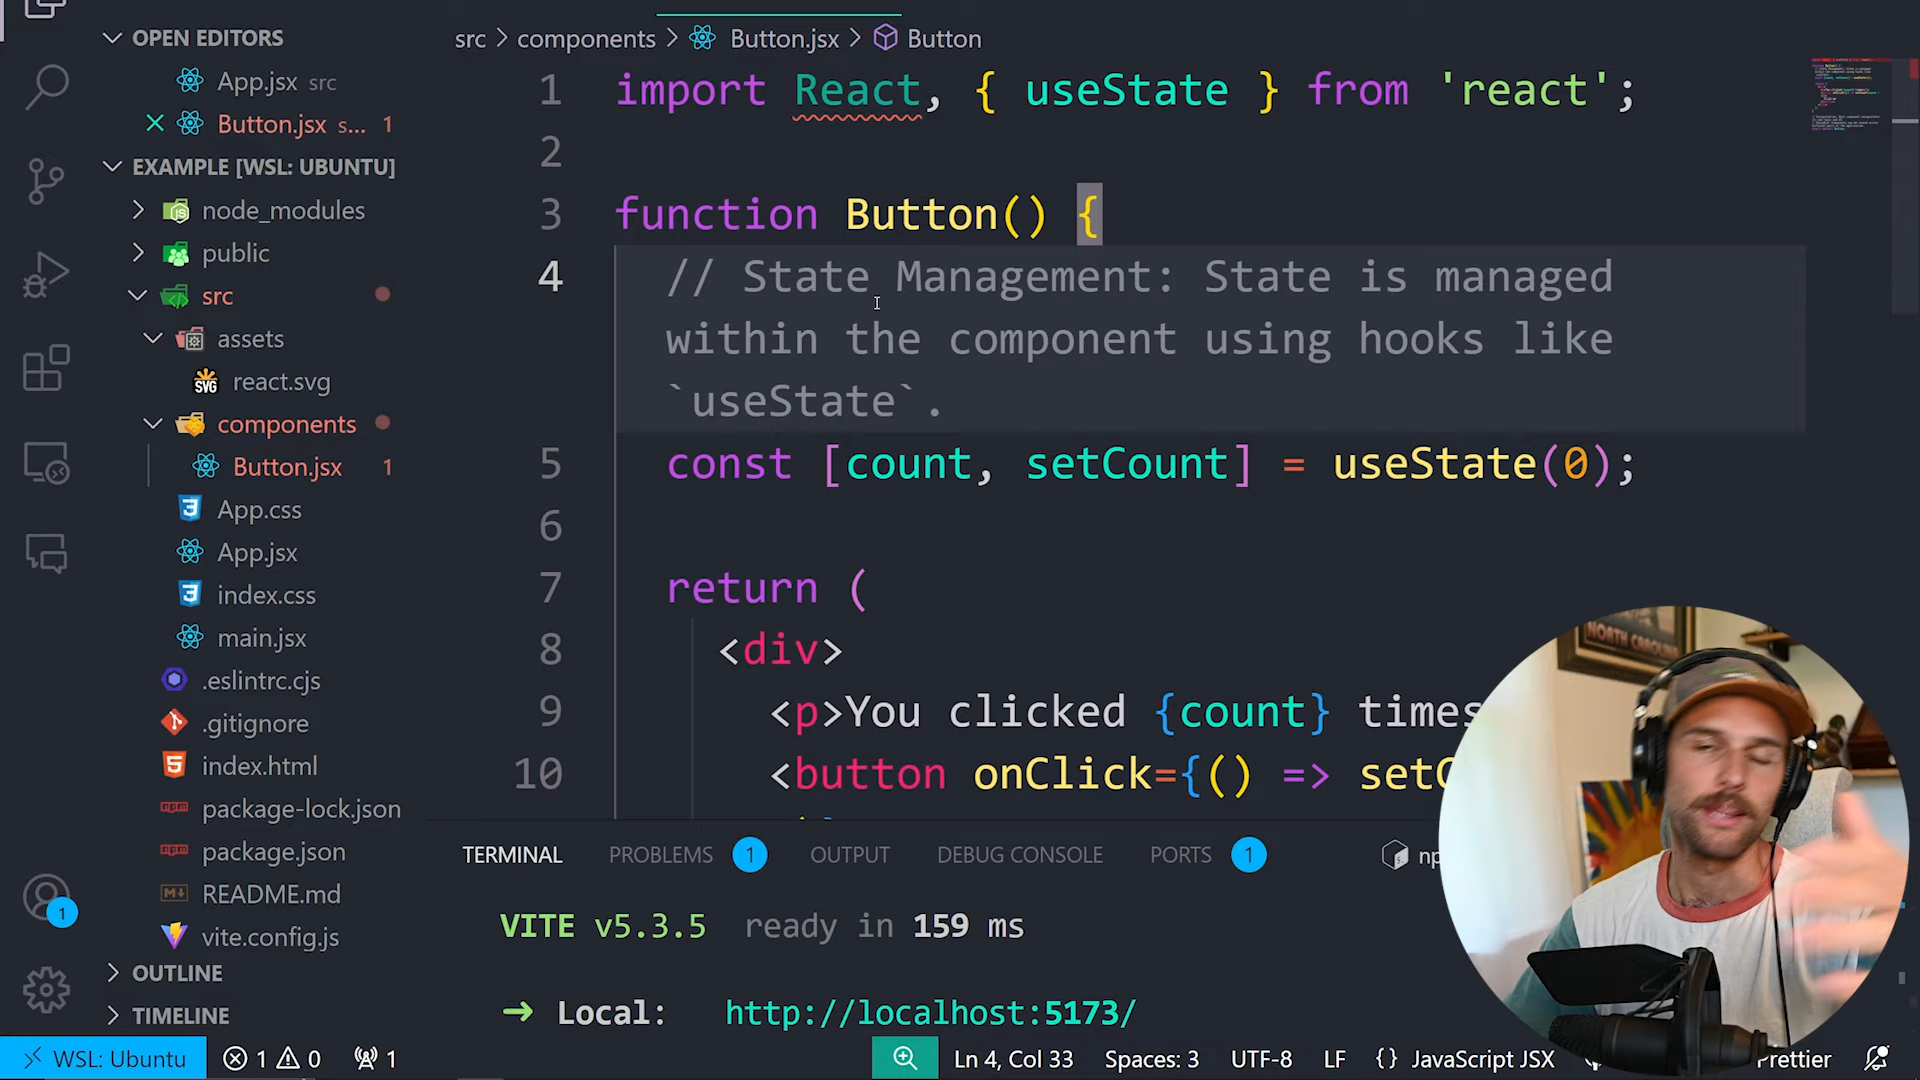 OPEN EDITORS
App.jsx src
Button.jsx s... 1
EXAMPLE [WSL: UBUNTU]
node_modules
public
src
assets
react.svg
components
Button.jsx 1
App.css
App.jsx
index.css
main.jsx
.eslintrc.cjs
.gitignore
index.html
package-lock.json
package.json
README.md
vite.config.js
OUTLINE
TIMELINE
1
src > components > Button.jsx > Button
1 import React, { useState } from 'react';
2
3 function Button() {
4 // State Management: State is managed
within the component using hooks like
`useState`.
5 const [count, setCount] = useState(0);
6
7 return (
8 <div>
9 <p>You clicked {count} times
10 <button onClick={() => setC
TERMINAL PROBLEMS 1 OUTPUT DEBUG CONSOLE PORTS 1 np
VITE v5.3.5 ready in 159 ms
➜ Local: http://localhost:5173/
NORTH CAROLINA
WSL: Ubuntu 1 0 1 Ln 4, Col 33 Spaces: 3 UTF-8 LF {} JavaScript JSX Prettier